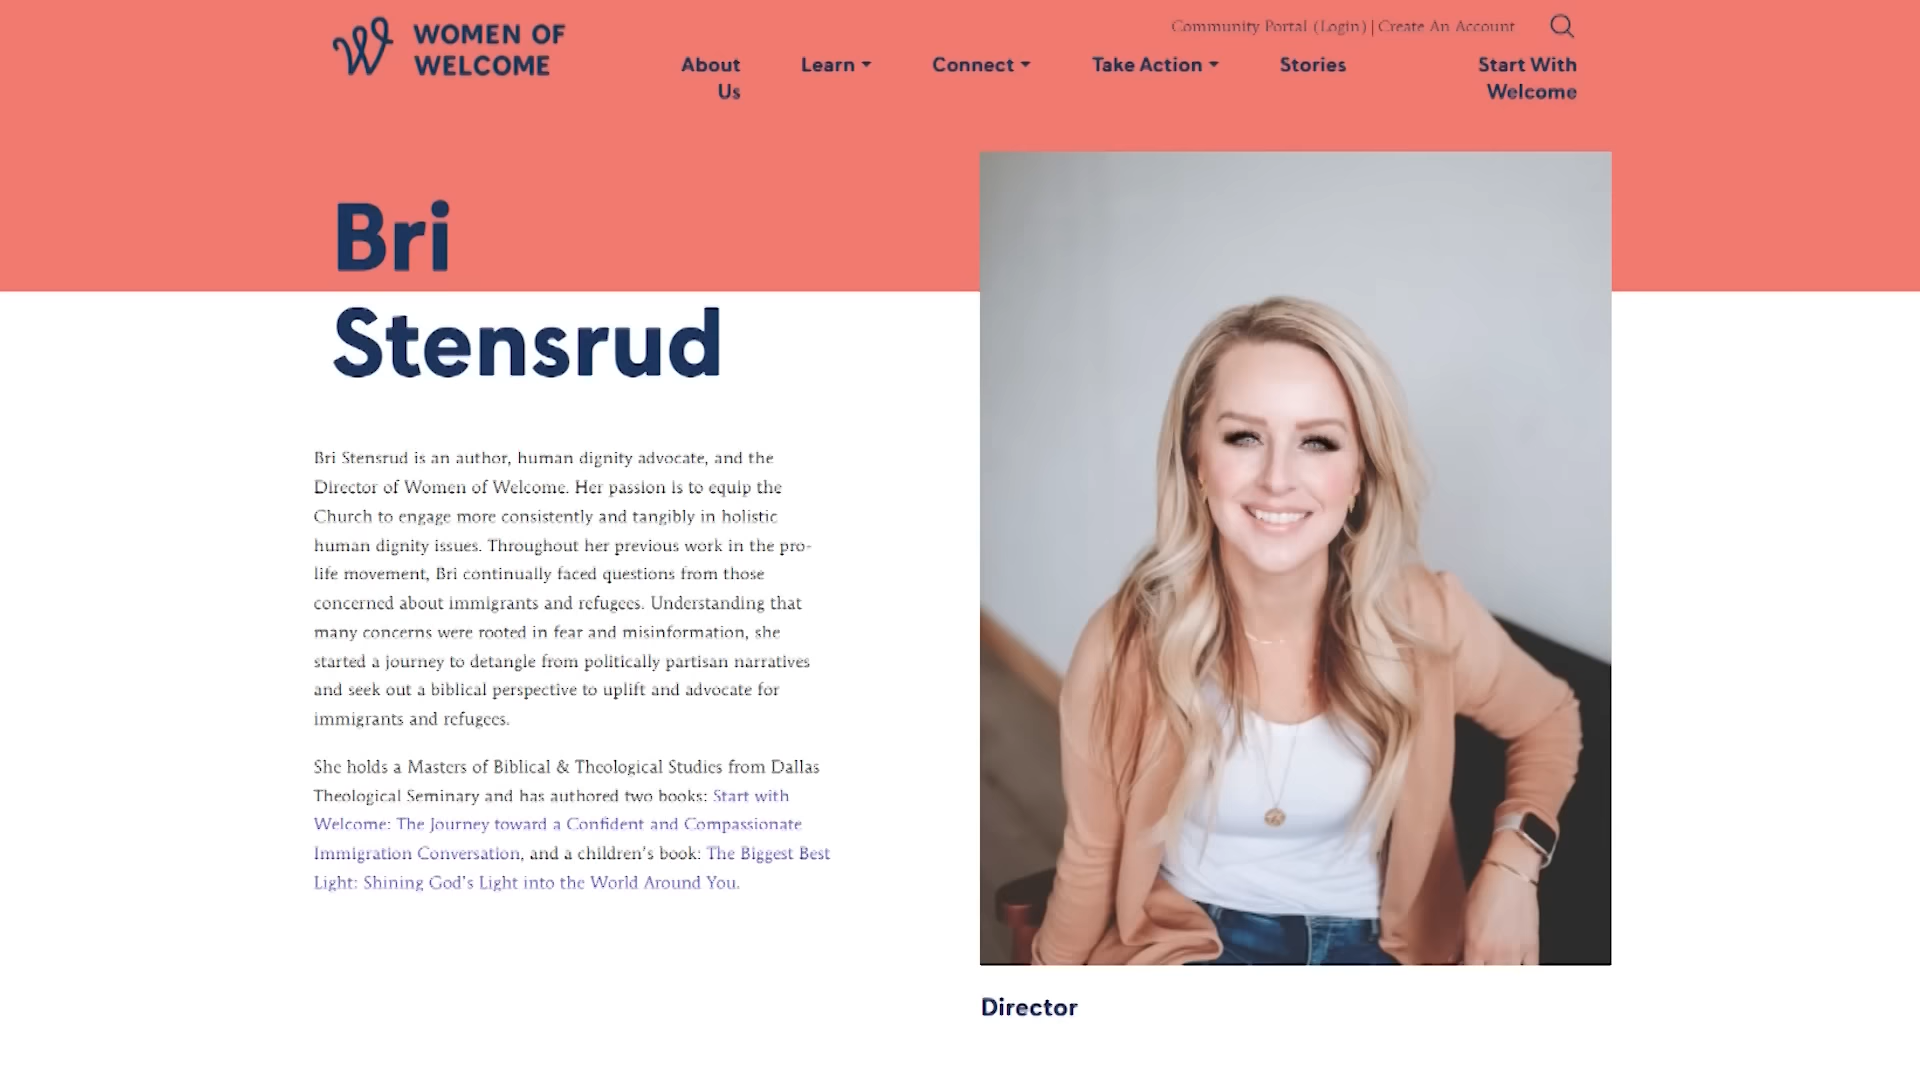 WOMEN OF
WELCOME
Community Portal (Login) | Create An Account
About
Us
Learn
Connect
Take Action
Stories
Start With
Welcome
Bri
Stensrud
Bri Stensrud is an author, human dignity advocate, and the
Director of Women of Welcome. Her passion is to equip the
Church to engage more consistently and tangibly in holistic
human dignity issues. Throughout her previous work in the pro-
life movement, Bri continually faced questions from those
concerned about immigrants and refugees. Understanding that
many concerns were rooted in fear and misinformation, she
started a journey to detangle from politically partisan narratives
and seek out a biblical perspective to uplift and advocate for
immigrants and refugees.
She holds a Masters of Biblical & Theological Studies from Dallas
Theological Seminary and has authored two books: Start with
Welcome: The Journey toward a Confident and Compassionate
Immigration Conversation, and a children's book: The Biggest Best
Light: Shining God's Light into the World Around You.
Director